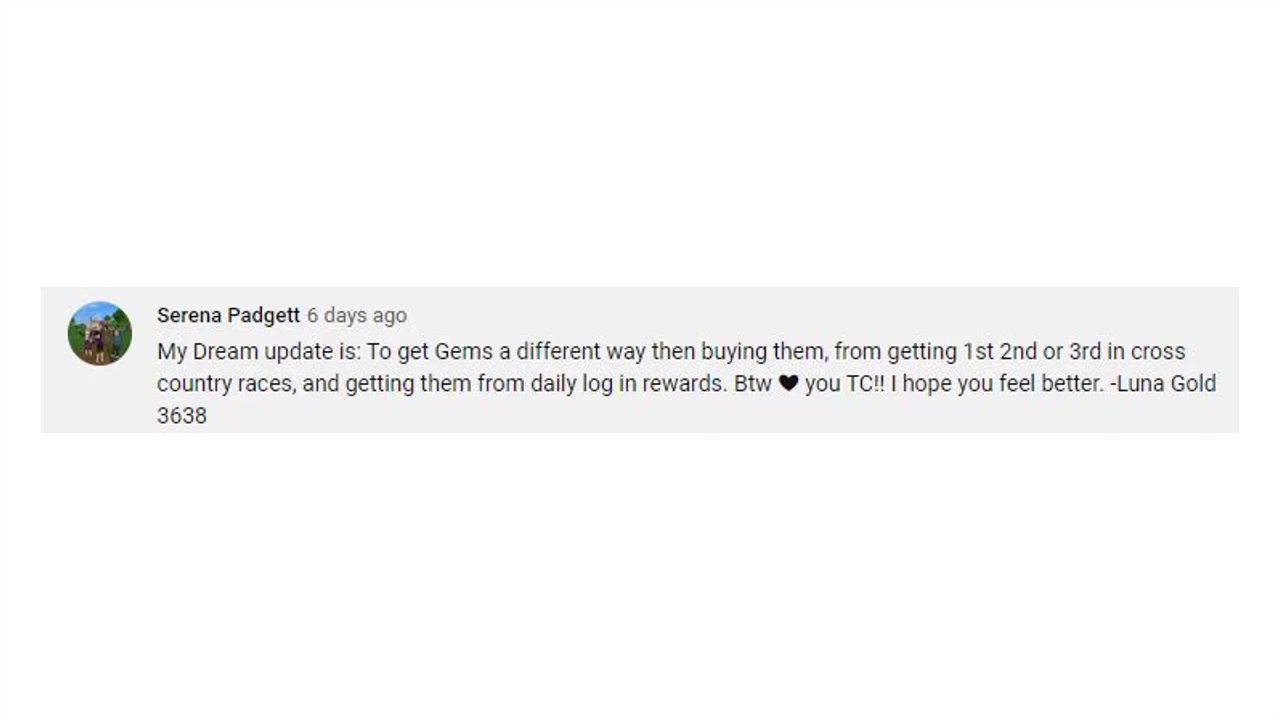 Serena Padgett 6 days ago
My Dream update is: To get Gems a different way then buying them, from getting 1st 2nd or 3rd in cross
country races, and getting them from daily log in rewards. Btw 🖤 you TC!! I hope you feel better. -Luna Gold
3638